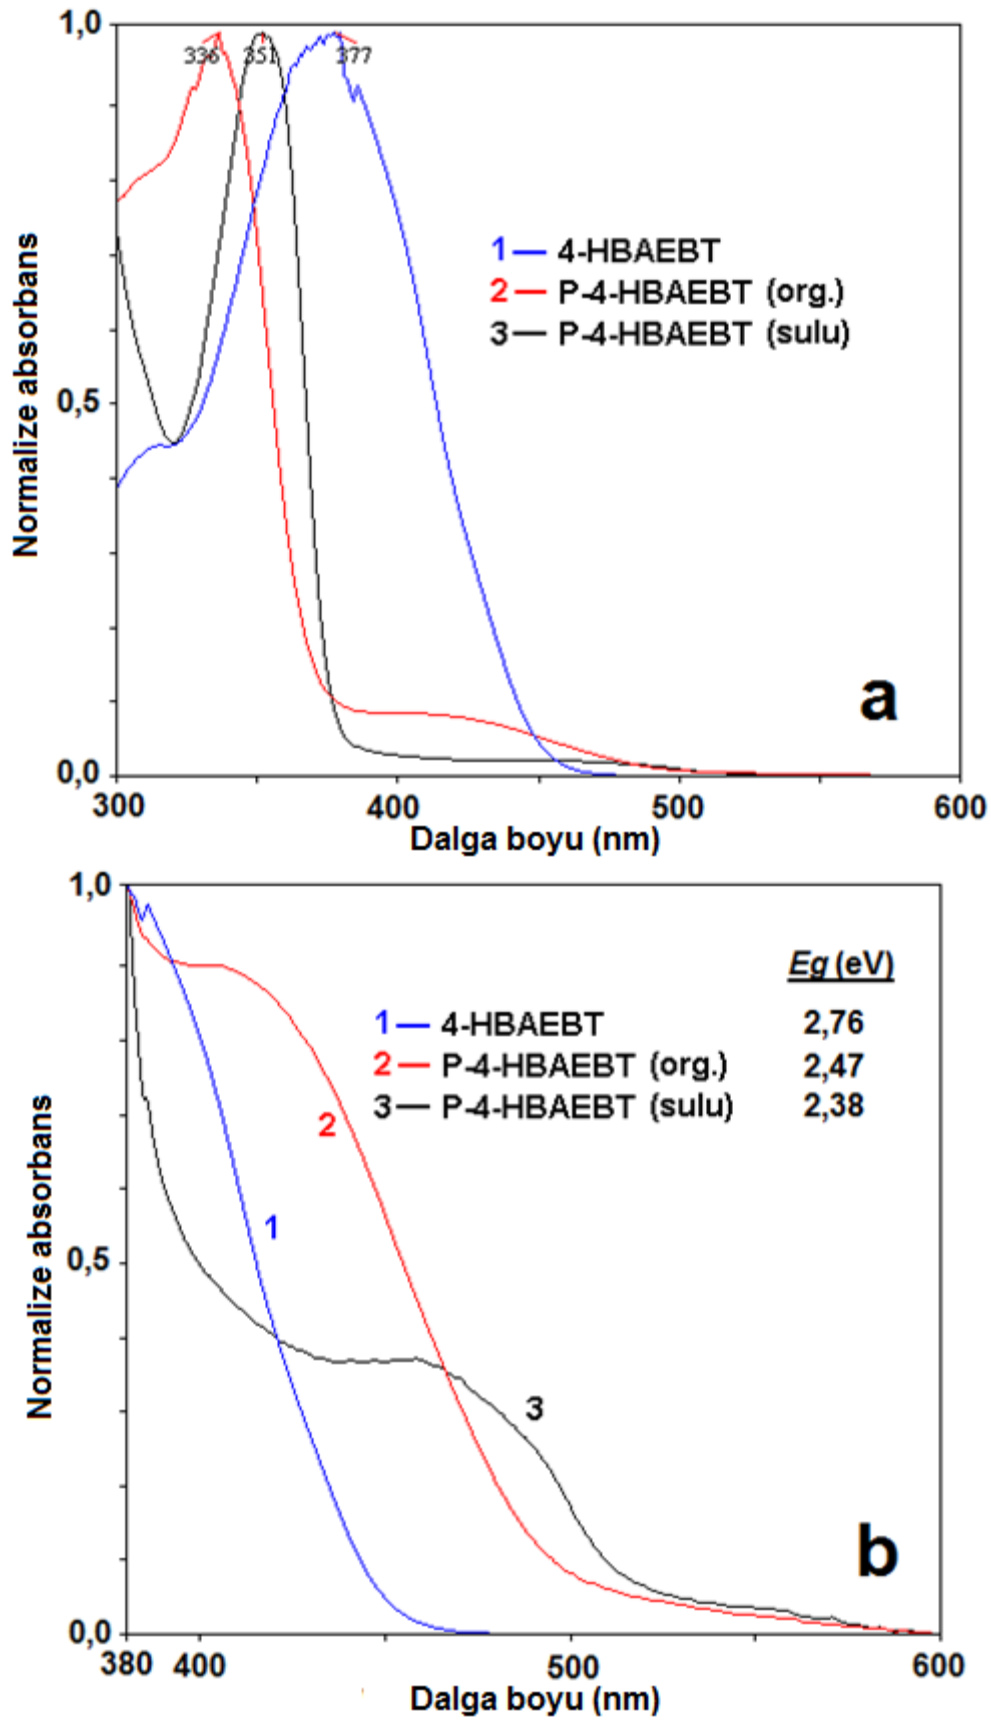 1,0
336 351 377
1 4-HBAEBT
2 P-4-HBAEBT (org.)
3 P-4-HBAEBT (sulu)
Normalize absorbans
0,5
a
0,0
300 400 500 600
Dalga boyu (nm)
1,0
Eg (eV)
1 4-HBAEBT 2,76
2 P-4-HBAEBT (org.) 2,47
3 P-4-HBAEBT (sulu) 2,38
2
Normalize absorbans
1
0,5
3
b
0,0
380 400 500 600
Dalga boyu (nm)